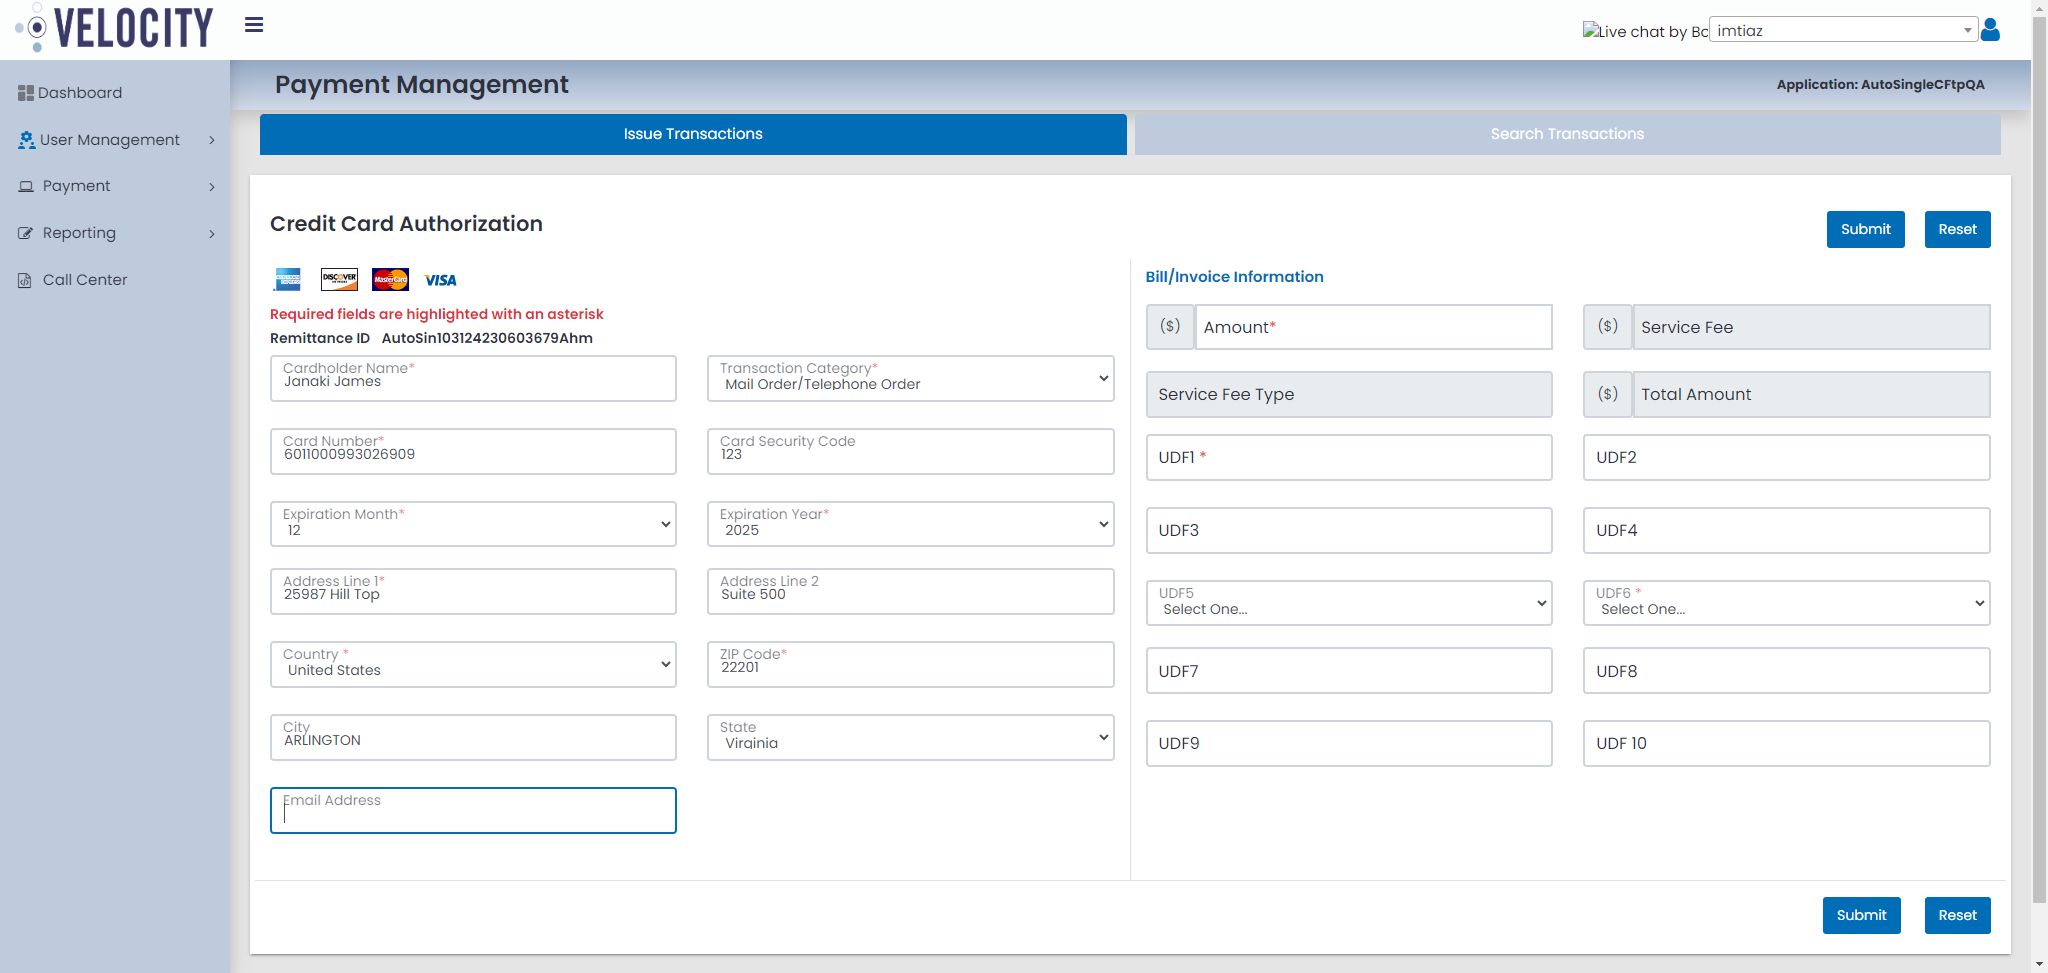 VELOCITY
Live chat by Bo
imtiaz
Dashboard
User Management
Payment
Reporting
Call Center
Payment Management
Application: AutoSingleCFtpQA
Issue Transactions
Search Transactions
Credit Card Authorization
Submit
Reset
DISCOVER
MasterCard
VISA
Required fields are highlighted with an asterisk
Remittance ID AutoSin103124230603679Ahm
Cardholder Name*
Janaki James
Transaction Category*
Mail Order/Telephone Order
Card Number*
6011000993026909
Card Security Code
123
Expiration Month*
12
Expiration Year*
2025
Address Line 1*
25987 Hill Top
Address Line 2
Suite 500
Country *
United States
ZIP Code*
22201
City
ARLINGTON
State
Virginia
Email Address
Bill/Invoice Information
($) Amount*
($) Service Fee
Service Fee Type
($) Total Amount
UDF1 *
UDF2
UDF3
UDF4
UDF5
Select One...
UDF6 *
Select One...
UDF7
UDF8
UDF9
UDF 10
Submit
Reset